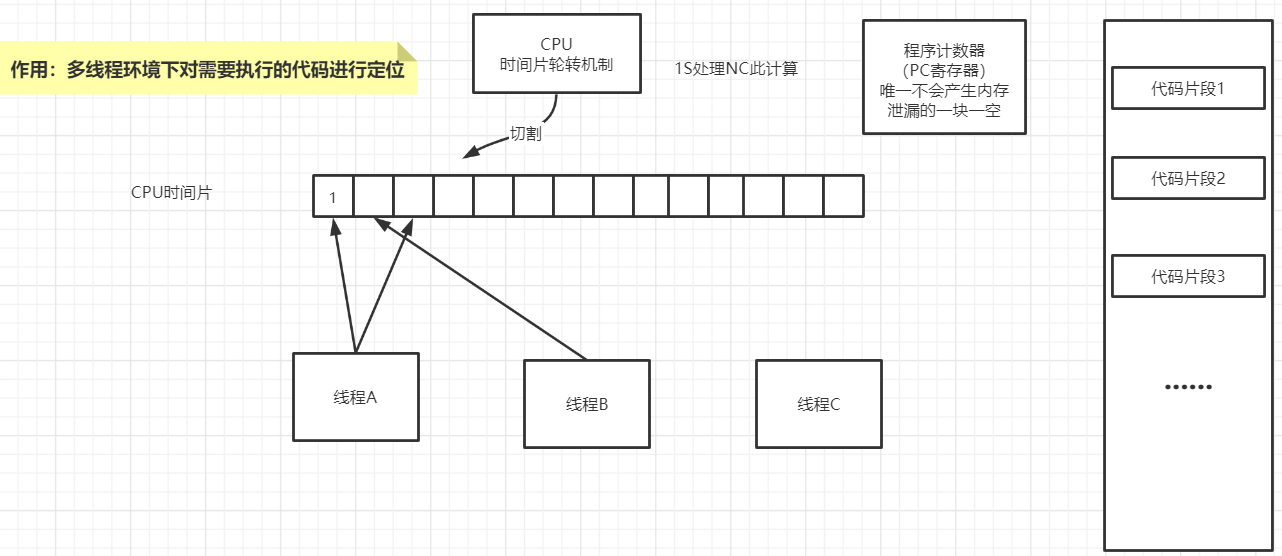 作用：多线程环境下对需要执行的代码进行定位
CPU
时间片轮转机制
1S处理NC此计算
程序计数器
（PC寄存器）
唯一不会产生内存
泄漏的一块一空
代码片段1
代码片段2
代码片段3
......
切割
CPU时间片
1
线程A
线程B
线程C